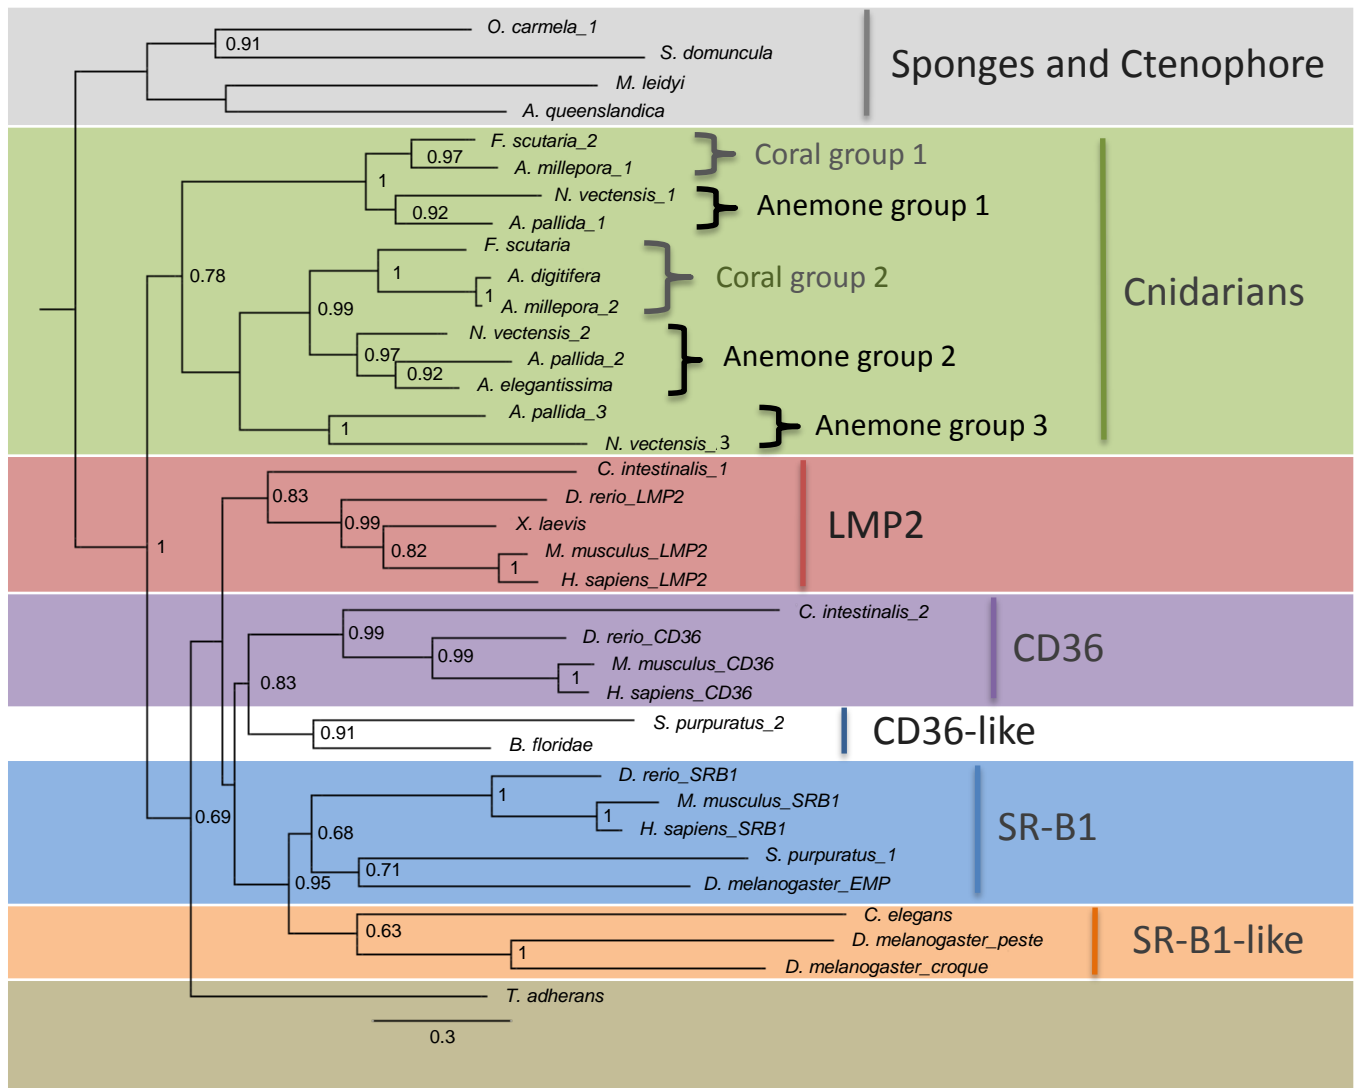 O. carmela_1
0.91
S. domuncula
M. leidyi
A. queenslandica
Sponges and Ctenophore
F. scutaria_2
0.97
A. millepora_1
Coral group 1
1
N. vectensis_1
0.92
A. pallida_1
Anemone group 1
F. scutaria
1
A. digitifera
1
A. millepora_2
Coral group 2
0.78
0.99
N. vectensis_2
0.97
A. pallida_2
0.92
A. elegantissima
Anemone group 2
A. pallida_3
1
N. vectensis_3
Anemone group 3
Cnidarians
C. intestinalis_1
0.83
D. rerio_LMP2
0.99
X. laevis
0.82
M. musculus_LMP2
1
H. sapiens_LMP2
LMP2
1
C. intestinalis_2
0.99
D. rerio_CD36
0.99
M. musculus_CD36
1
H. sapiens_CD36
CD36
0.83
S. purpuratus_2
0.91
B. floridae
CD36-like
D. rerio_SRB1
1
M. musculus_SRB1
1
H. sapiens_SRB1
0.69
0.68
S. purpuratus_1
0.71
D. melanogaster_EMP
0.95
SR-B1
C. elegans
0.63
D. melanogaster_peste
1
D. melanogaster_croque
SR-B1-like
T. adherans
0.3